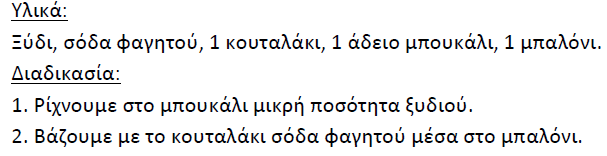 Υλικά:
Ξύδι, σόδα φαγητού, 1 κουταλάκι, 1 άδειο μπουκάλι, 1 μπαλόνι.
Διαδικασία:
1. Ρίχνουμε στο μπουκάλι μικρή ποσότητα ξυδιού.
2. Βάζουμε με το κουταλάκι σόδα φαγητού μέσα στο μπαλόνι.